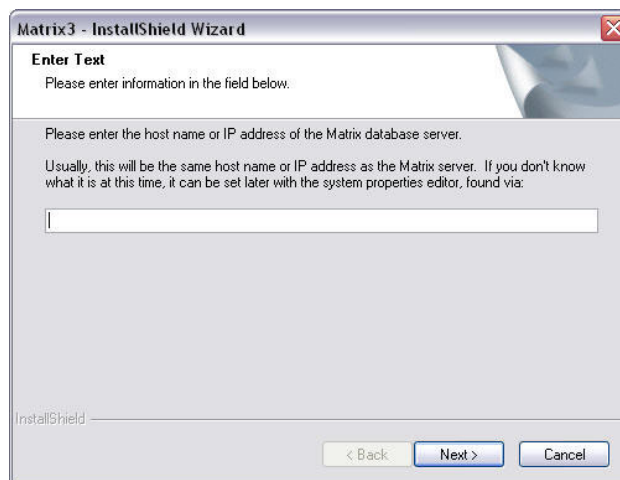 Matrix3 - InstallShield Wizard
Enter Text
Please enter information in the field below.
Please enter the host name or IP address of the Matrix database server.
Usually, this will be the same host name or IP address as the Matrix server.  If you don't know
what it is at this time, it can be set later with the system properties editor, found via:
InstallShield
< Back
Next >
Cancel